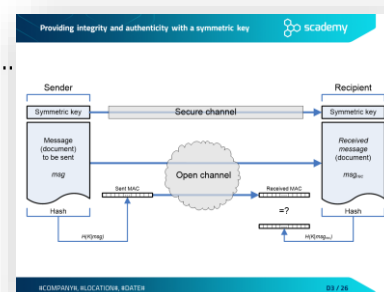 Providing integrity and authenticity with a symmetric key
scademy
..
Sender
Recipient
Symmetric key
Secure channel
Symmetric key
Message
(document)
to be sent
msg
Received
message
(document)
msg_rec
Open channel
Sent MAC
Received MAC
=?
Hash
Hash
H(K|msg)
H(K|msg_rec)
#COMPANY#, #LOCATION#, #DATE#
D3 / 26